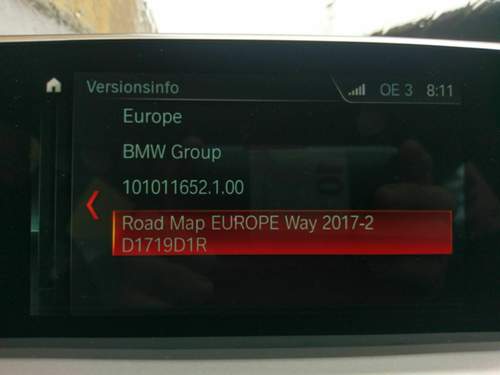 Versionsinfo OE 3 8:11
Europe
BMW Group
101011652.1.00
Road Map EUROPE Way 2017-2
D1719D1R